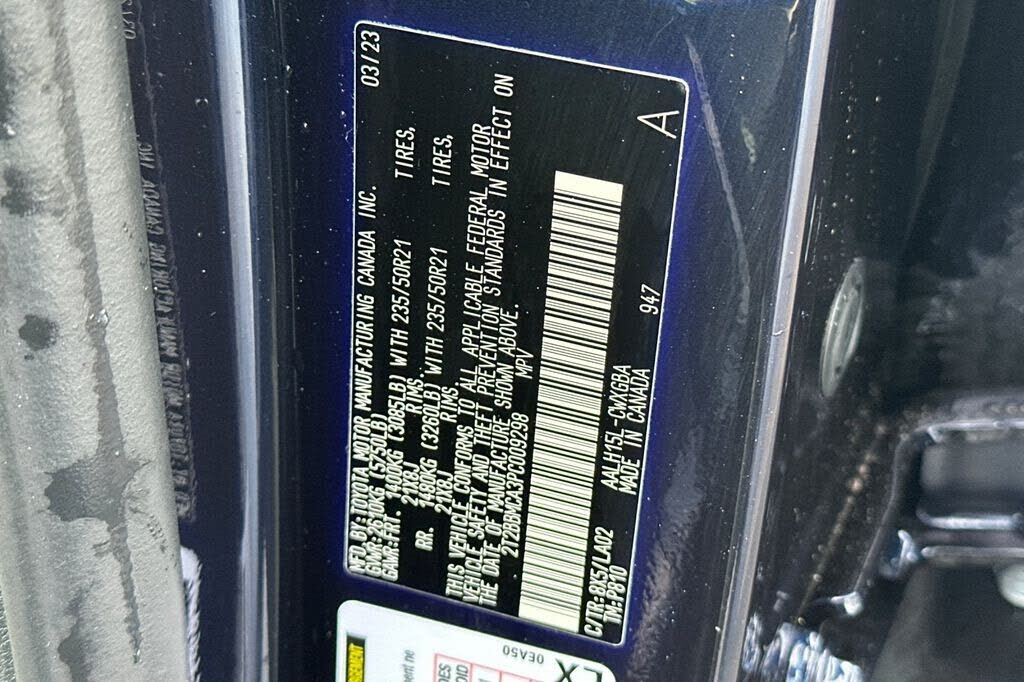 MFD.BY:TOYOTA MOTOR MANUFACTURING CANADA INC. 03/23
GVWR:2610KG (5750LB)
GAWR:FRT. 1400KG (3085LB) WITH 235/50R21 TIRES,
21X8J RIMS,
RR. 1480KG (3260LB) WITH 235/50R21 TIRES,
21X8J RIMS.
THIS VEHICLE CONFORMS TO ALL APPLICABLE FEDERAL MOTOR
VEHICLE SAFETY AND THEFT PREVENTION STANDARDS IN EFFECT ON
THE DATE OF MANUFACTURE SHOWN ABOVE.
2T2BBMCA3PC009298 MPV
C/TR:8X5/LA02 AALH15L-CWXGBA 947 A
TM:P810 MADE IN CANADA
0EA50